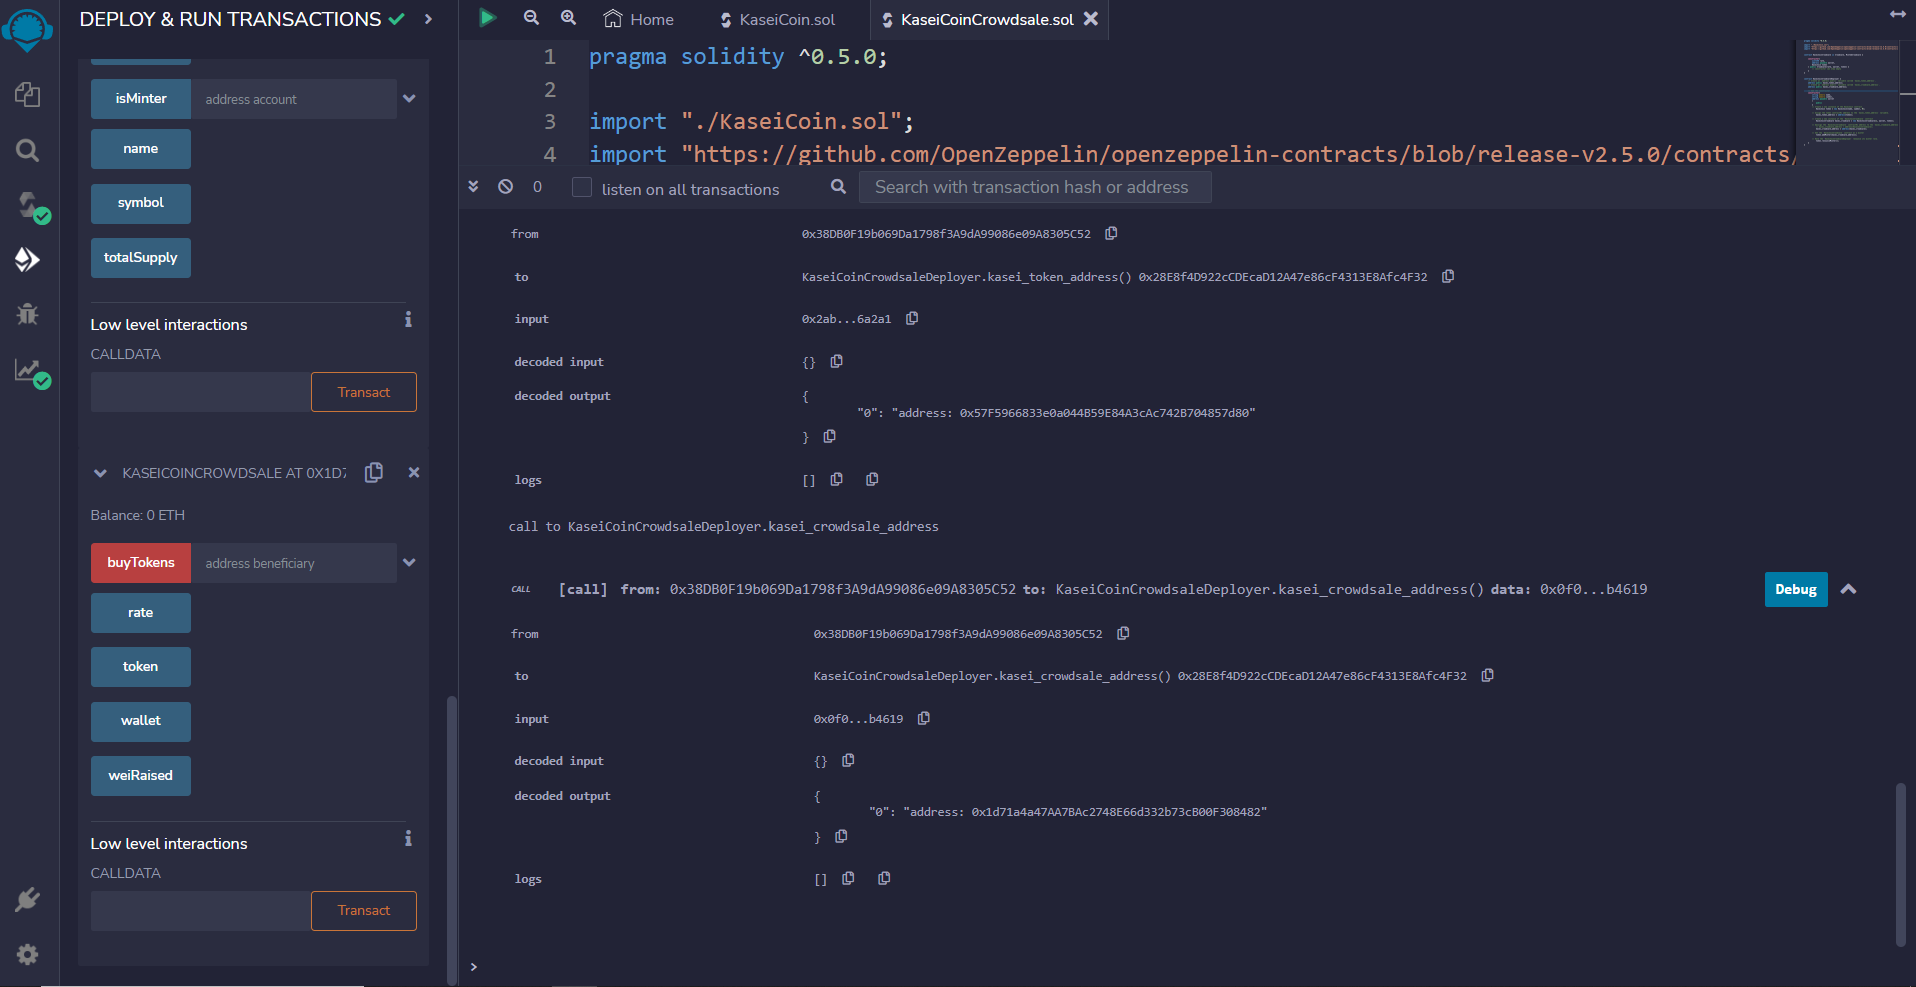 DEPLOY & RUN TRANSACTIONS
isMinter address account
name
symbol
totalSupply
Low level interactions
CALLDATA
Transact
KASEICOINCROWDSALE AT 0X1D7
Balance: 0 ETH
buyTokens address beneficiary
rate
token
wallet
weiRaised
Low level interactions
CALLDATA
Transact
Home KaseiCoin.sol KaseiCoinCrowdsale.sol
1 pragma solidity ^0.5.0;
2
3 import "./KaseiCoin.sol";
4 import "https://github.com/OpenZeppelin/openzeppelin-contracts/blob/release-v2.5.0/contracts/
0 listen on all transactions Search with transaction hash or address
from 0x38DB0F19b069Da1798f3A9dA99086e09A8305C52
to KaseiCoinCrowdsaleDeployer.kasei_token_address() 0x28E8f4D922cCDEcaD12A47e86cF4313E8Afc4F32
input 0x2ab...6a2a1
decoded input {}
decoded output {
"0": "address: 0x57F5966833e0a044B59E84A3cAc742B704857d80"
}
logs []
call to KaseiCoinCrowdsaleDeployer.kasei_crowdsale_address
CALL [call] from: 0x38DB0F19b069Da1798f3A9dA99086e09A8305C52 to: KaseiCoinCrowdsaleDeployer.kasei_crowdsale_address() data: 0x0f0...b4619 Debug
from 0x38DB0F19b069Da1798f3A9dA99086e09A8305C52
to KaseiCoinCrowdsaleDeployer.kasei_crowdsale_address() 0x28E8f4D922cCDEcaD12A47e86cF4313E8Afc4F32
input 0x0f0...b4619
decoded input {}
decoded output {
"0": "address: 0x1d71a4a47AA7BAc2748E66d332b73cB00F308482"
}
logs []
>